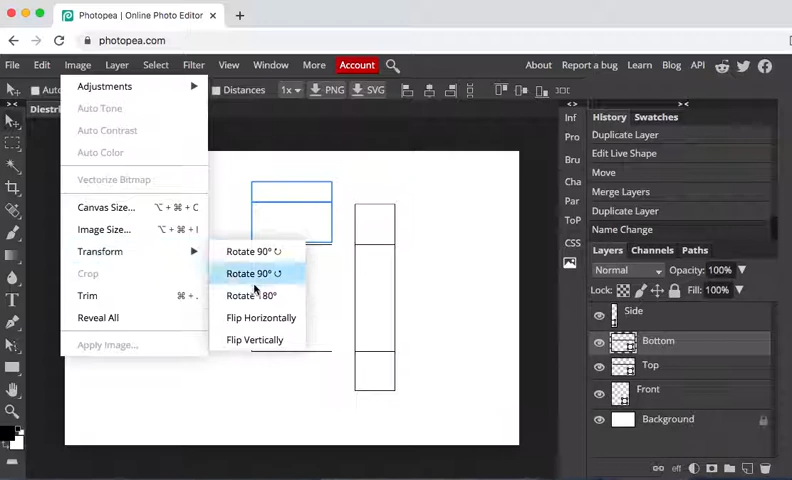 Photopea | Online Photo Editor
photopea.com
File Edit Image Layer Select Filter View Window More Account
About Report a bug Learn Blog API
Distances 1x PNG SVG
Adjustments
Auto Tone
Auto Contrast
Auto Color
Vectorize Bitmap
Canvas Size... ⌥ + ⌘ + C
Image Size... ⌥ + ⌘ + I
Transform
Crop
Trim ⌘ + .
Reveal All
Apply Image...
Rotate 90° ↻
Rotate 90° ↺
Rotate 180°
Flip Horizontally
Flip Vertically
Inf
Pro
Bru
Cha
Par
ToP
CSS
History Swatches
Duplicate Layer
Edit Live Shape
Move
Merge Layers
Duplicate Layer
Name Change
Layers Channels Paths
Normal Opacity: 100%
Lock: Fill: 100%
Side
Bottom
Top
Front
Background
eff